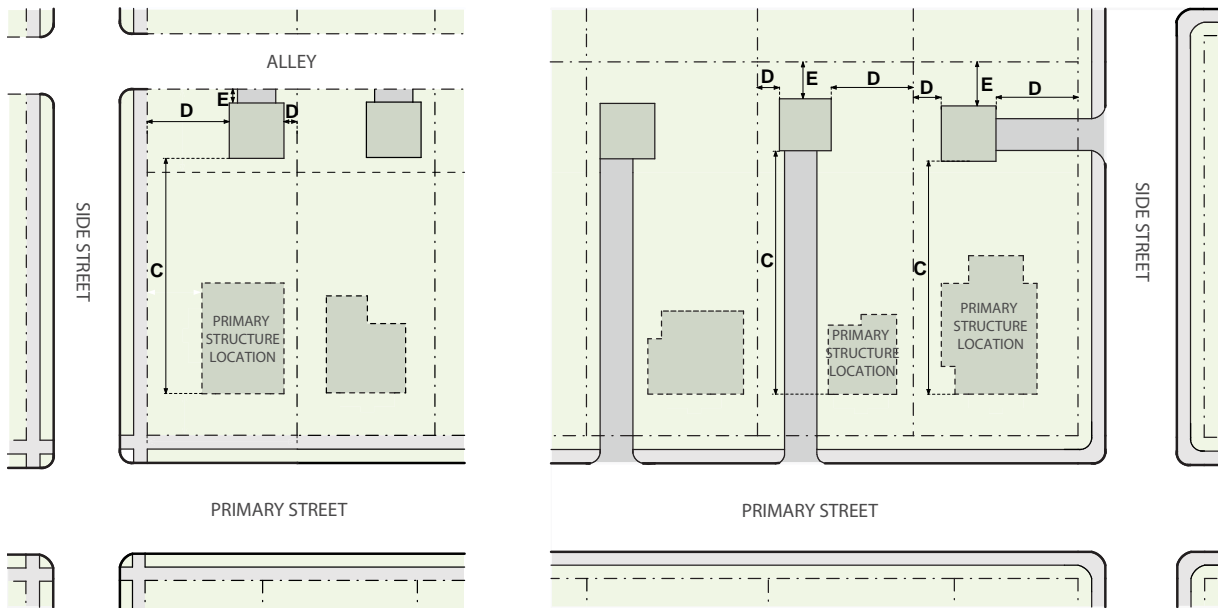 ALLEY
E
D
D
C
SIDE STREET
PRIMARY
STRUCTURE
LOCATION
PRIMARY STREET
D
E
D
D
E
D
C
C
PRIMARY
STRUCTURE
LOCATION
PRIMARY
STRUCTURE
LOCATION
SIDE STREET
PRIMARY STREET